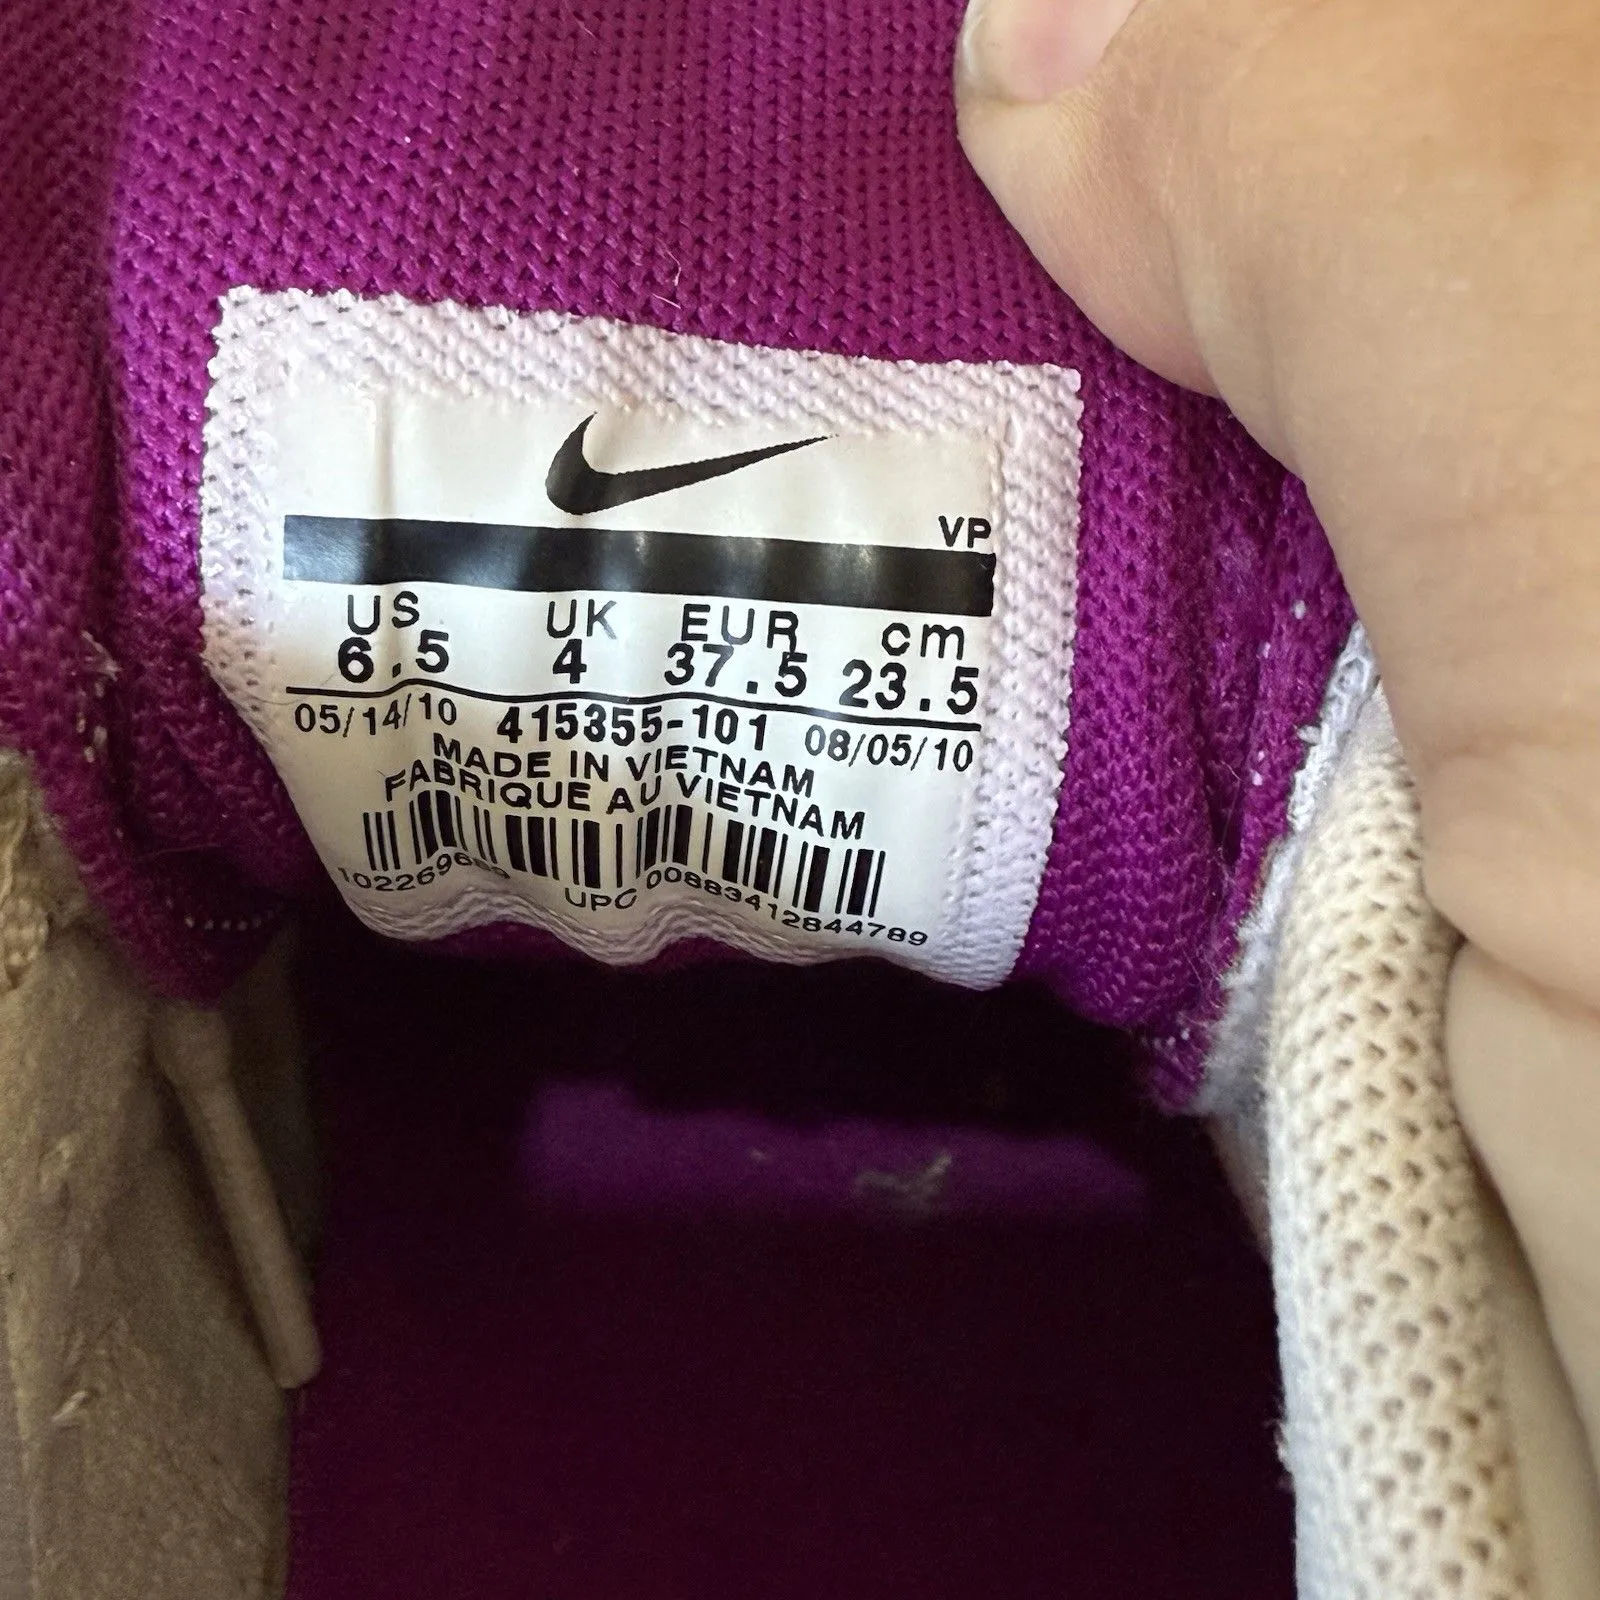 VP
US UK EUR cm
6.5 4 37.5 23.5
05/14/10 415355-101 08/05/10
MADE IN VIETNAM
FABRIQUE AU VIETNAM
UPC 00883412844789